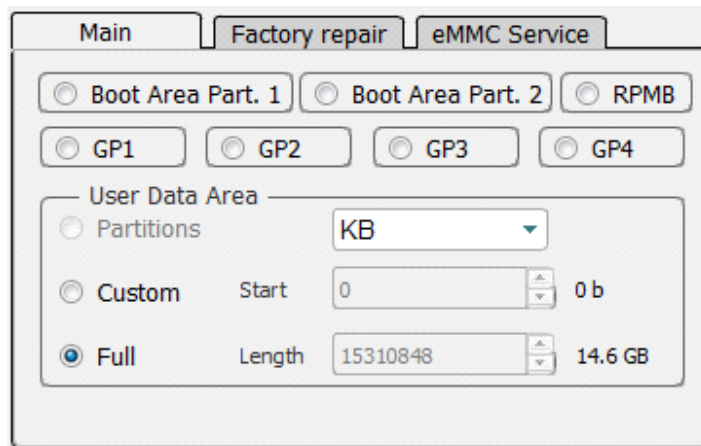 Main Factory repair eMMC Service
Boot Area Part. 1 Boot Area Part. 2 RPMB
GP1 GP2 GP3 GP4
User Data Area
Partitions KB
Custom Start 0 0 b
Full Length 15310848 14.6 GB